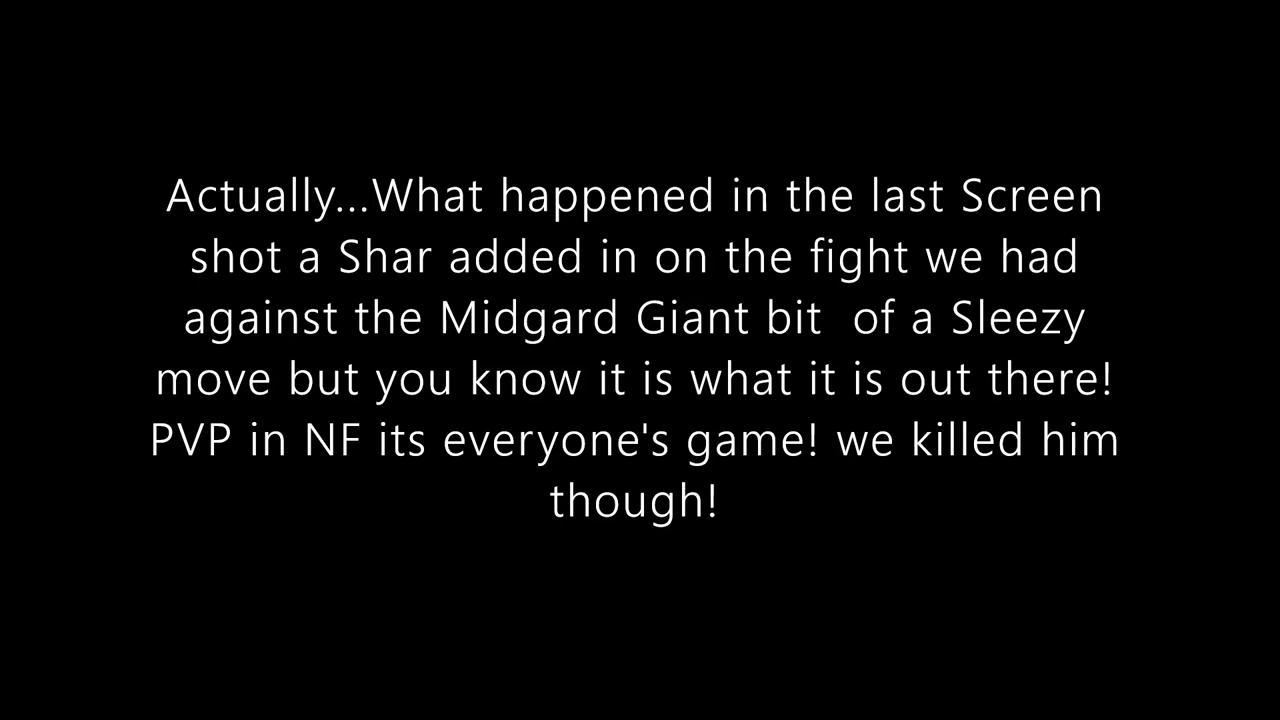 Actually...What happened in the last Screen
shot a Shar added in on the fight we had
against the Midgard Giant bit  of a Sleezy
move but you know it is what it is out there!
PVP in NF its everyone's game! we killed him
though!